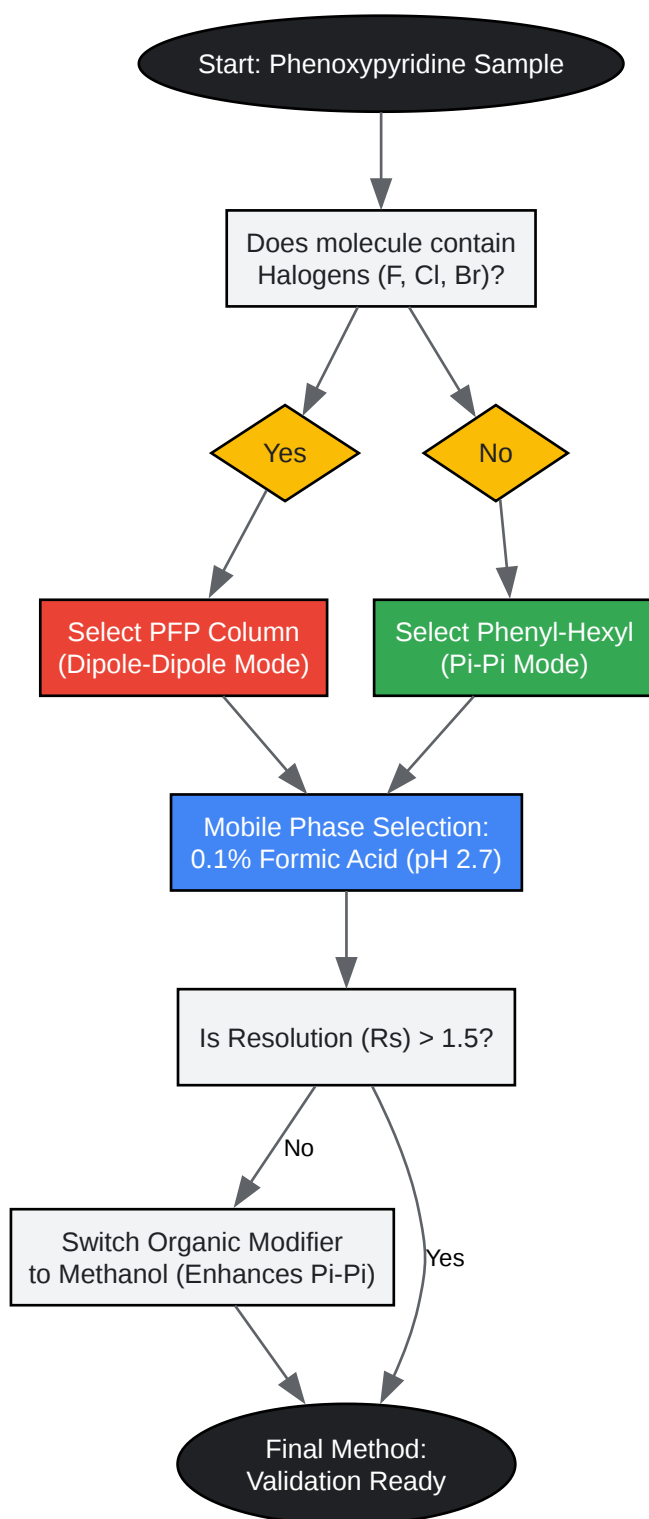 Start: Phenoxypyridine Sample
Does molecule contain
Halogens (F, Cl, Br)?
Yes
No
Select PFP Column
(Dipole-Dipole Mode)
Select Phenyl-Hexyl
(Pi-Pi Mode)
Mobile Phase Selection:
0.1% Formic Acid (pH 2.7)
Is Resolution (Rs) > 1.5?
No
Switch Organic Modifier
to Methanol (Enhances Pi-Pi)
Yes
Final Method:
Validation Ready